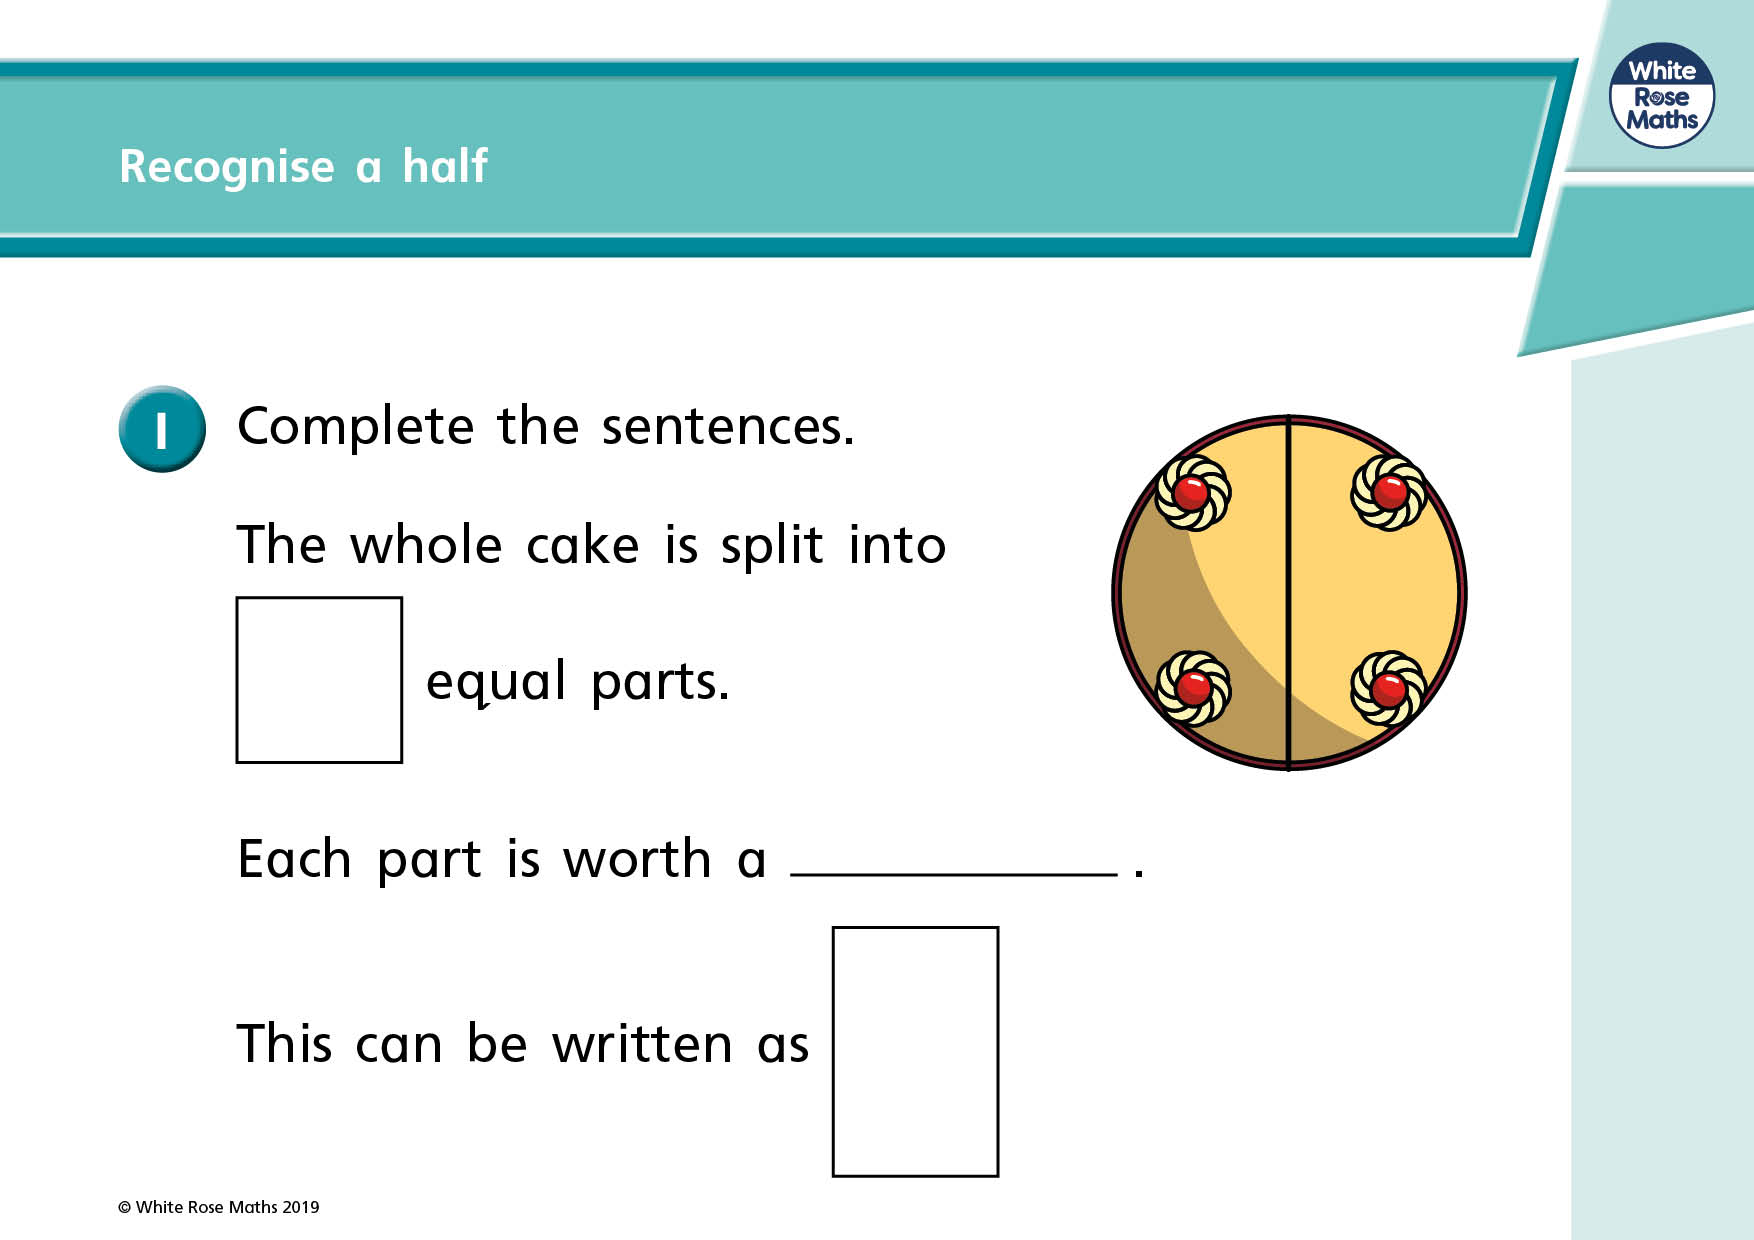 White
Rose
Maths
Recognise a half
1
Complete the sentences.
The whole cake is split into
equal parts.
Each part is worth a __________ .
This can be written as
© White Rose Maths 2019